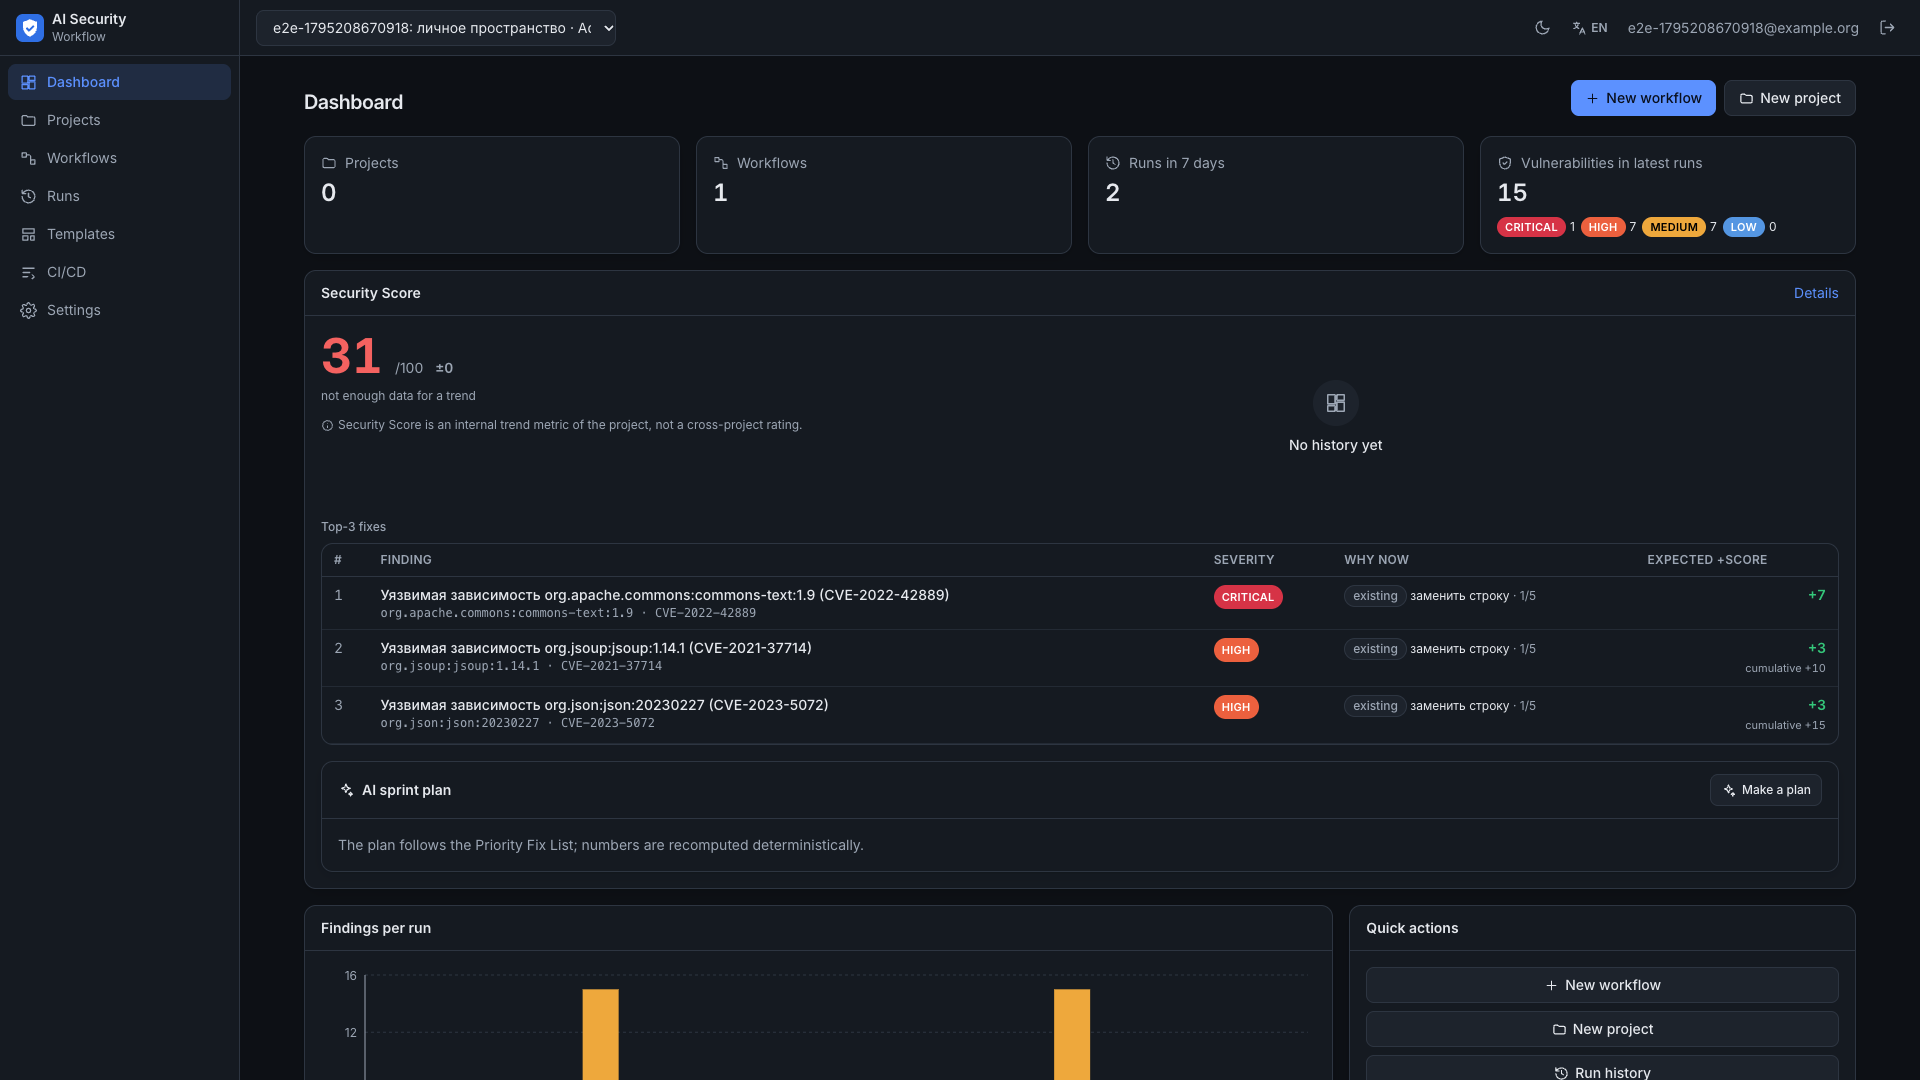 AI Security
Workflow
e2e-1795208670918: личное пространство · Ac
EN
e2e-1795208670918@example.org
Dashboard
Projects
Workflows
Runs
Templates
CI/CD
Settings
Dashboard
New workflow
New project
Projects
0
Workflows
1
Runs in 7 days
2
Vulnerabilities in latest runs
15
CRITICAL 1 HIGH 7 MEDIUM 7 LOW 0
Security Score
Details
31 /100 ±0
not enough data for a trend
Security Score is an internal trend metric of the project, not a cross-project rating.
No history yet
Top-3 fixes
# FINDING SEVERITY WHY NOW EXPECTED +SCORE
1 Уязвимая зависимость org.apache.commons:commons-text:1.9 (CVE-2022-42889) CRITICAL existing заменить строку · 1/5 +7
org.apache.commons:commons-text:1.9 · CVE-2022-42889
2 Уязвимая зависимость org.jsoup:jsoup:1.14.1 (CVE-2021-37714) HIGH existing заменить строку · 1/5 +3
org.jsoup:jsoup:1.14.1 · CVE-2021-37714 cumulative +10
3 Уязвимая зависимость org.json:json:20230227 (CVE-2023-5072) HIGH existing заменить строку · 1/5 +3
org.json:json:20230227 · CVE-2023-5072 cumulative +15
AI sprint plan
Make a plan
The plan follows the Priority Fix List; numbers are recomputed deterministically.
Findings per run
16
12
Quick actions
New workflow
New project
Run history